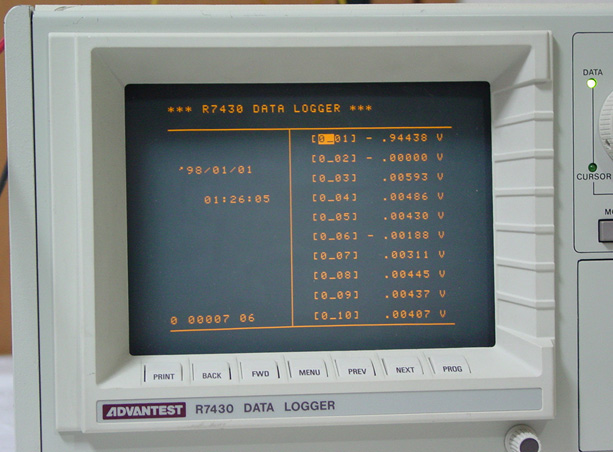 *** R7430 DATA LOGGER ***
'98/01/01
01:26:05
0 00007 06
[0_01] - .94438 V
[0_02] - .00000 V
[0_03] .00593 V
[0_04] .00486 V
[0_05] .00430 V
[0_06] - .00188 V
[0_07] .00311 V
[0_08] .00445 V
[0_09] .00437 V
[0_10] .00407 V
PRINT BACK FWD MENU PREV NEXT PROG
ADVANTEST R7430 DATA LOGGER
DATA
CURSOR